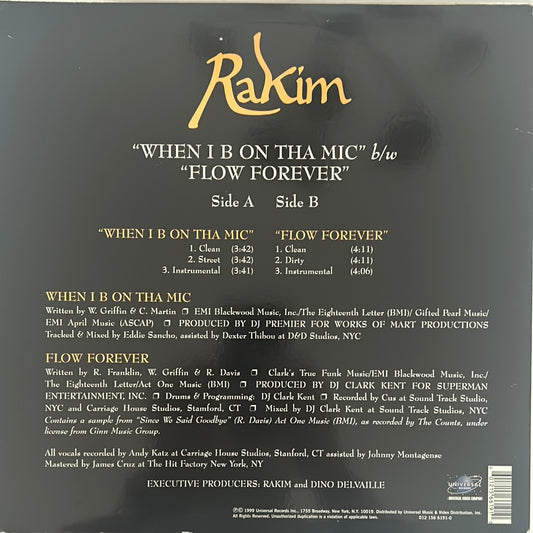 Rakim
“WHEN I B ON THA MIC” b/w
“FLOW FOREVER”
Side A Side B
“WHEN I B ON THA MIC” “FLOW FOREVER”
1. Clean (3:42) 1. Clean (4:11)
2. Street (3:42) 2. Dirty (4:11)
3. Instrumental (3:41) 3. Instrumental (4:06)
WHEN I B ON THA MIC
Written by W. Griffin & C. Martin ❒ EMI Blackwood Music, Inc./The Eighteenth Letter (BMI)/ Gifted Pearl Music/
EMI April Music (ASCAP) ❒ PRODUCED BY DJ PREMIER FOR WORKS OF MART PRODUCTIONS
Tracked & Mixed by Eddie Sancho, assisted by Dexter Thibou at D&D Studios, NYC
FLOW FOREVER
Written by R. Franklin, W. Griffin & R. Davis ❒ Clark's True Funk Music/EMI Blackwood Music, Inc./
The Eighteenth Letter/Act One Music (BMI) ❒ PRODUCED BY DJ CLARK KENT FOR SUPERMAN
ENTERTAINMENT, INC. ❒ Drums & Programming: DJ Clark Kent ❒ Recorded by Cus at Sound Track Studio,
NYC and Carriage House Studios, Stamford, CT ❒ Mixed by DJ Clark Kent at Sound Track Studios, NYC
Contains a sample from “Since We Said Goodbye” (R. Davis) Act One Music (BMI), as recorded by The Counts, under
license from Ginn Music Group.
All vocals recorded by Andy Katz at Carriage House Studios, Stanford, CT assisted by Johnny Montagense
Mastered by James Cruz at The Hit Factory New York, NY
EXECUTIVE PRODUCERS: RAKIM and DINO DELVAILLE
UNIVERSAL
℗©1999 Universal Records Inc., 1755 Broadway, New York, N.Y. 10019. Distributed by Universal Music & Video Distribution, Inc.
All Rights Reserved. Unauthorized duplication is a violation of applicable laws.
012 156 6191-0